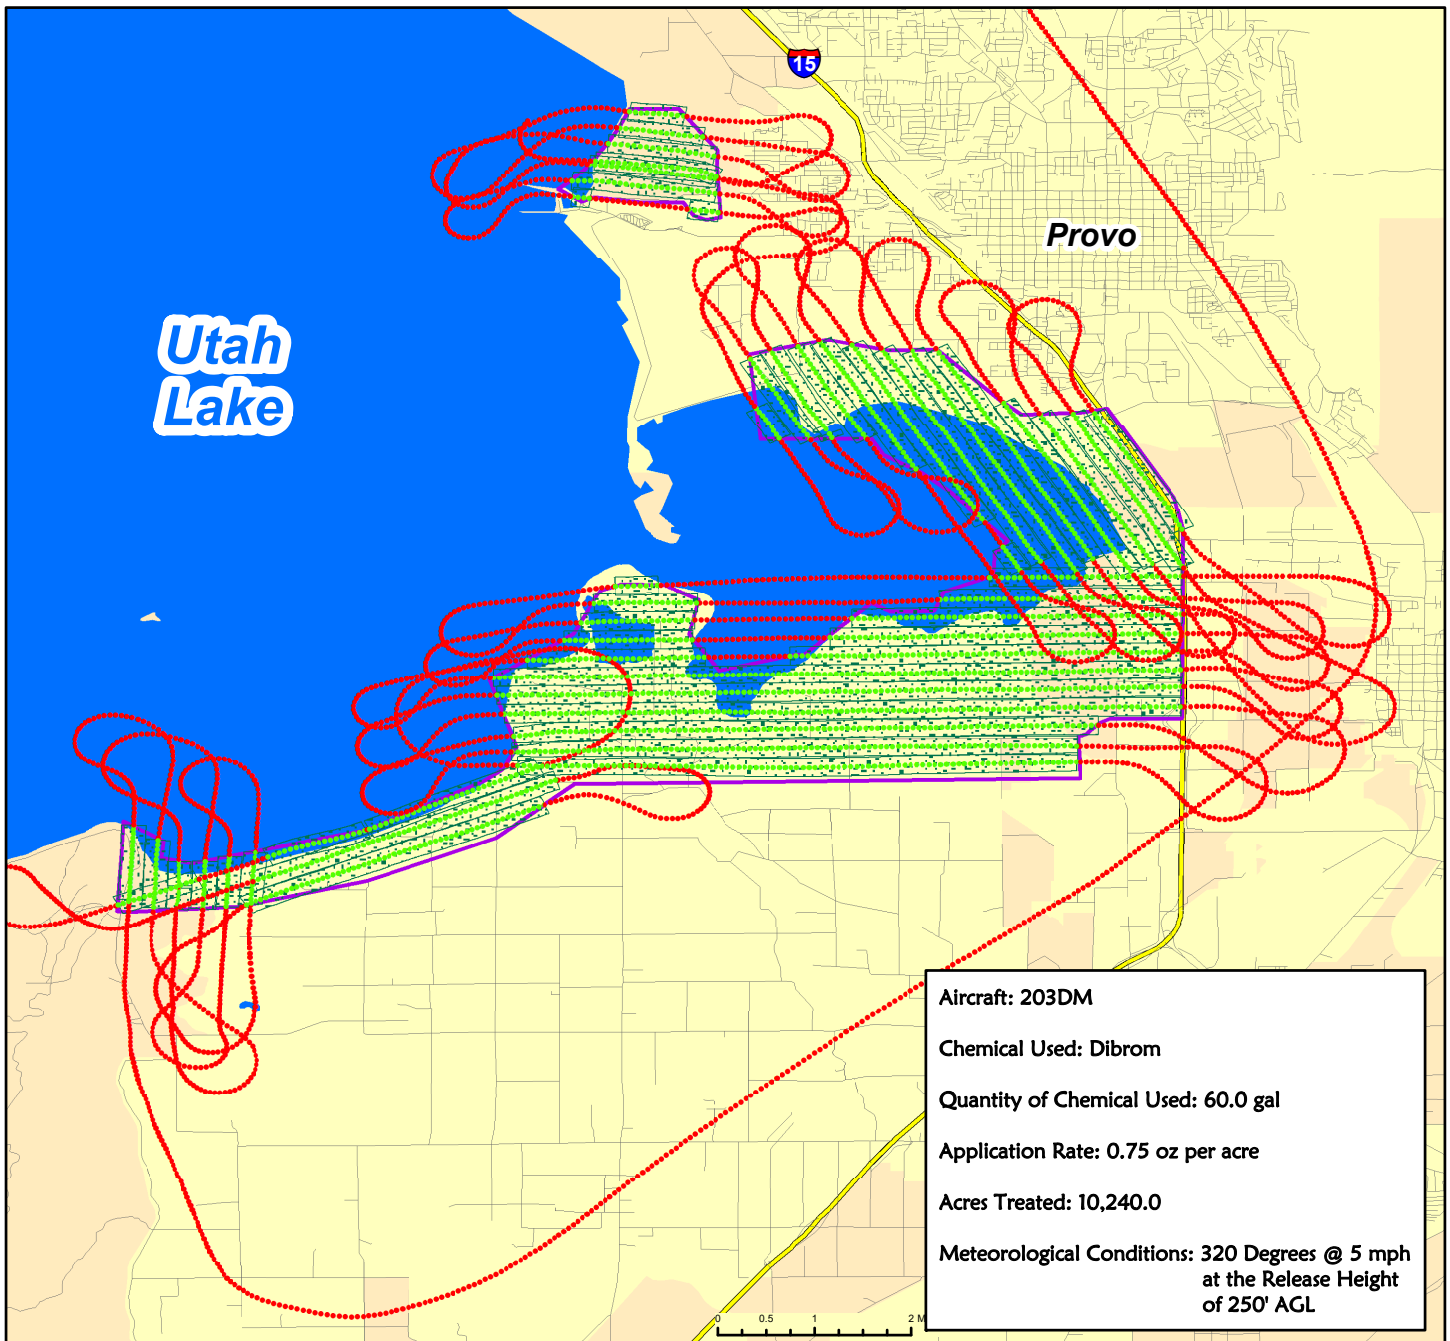 15
Provo
Utah
Lake
Aircraft: 203DM
Chemical Used: Dibrom
Quantity of Chemical Used: 60.0 gal
Application Rate: 0.75 oz per acre
Acres Treated: 10,240.0
Meteorological Conditions: 320 Degrees @ 5 mph
at the Release Height
of 250' AGL
0 0.5 1 2 M